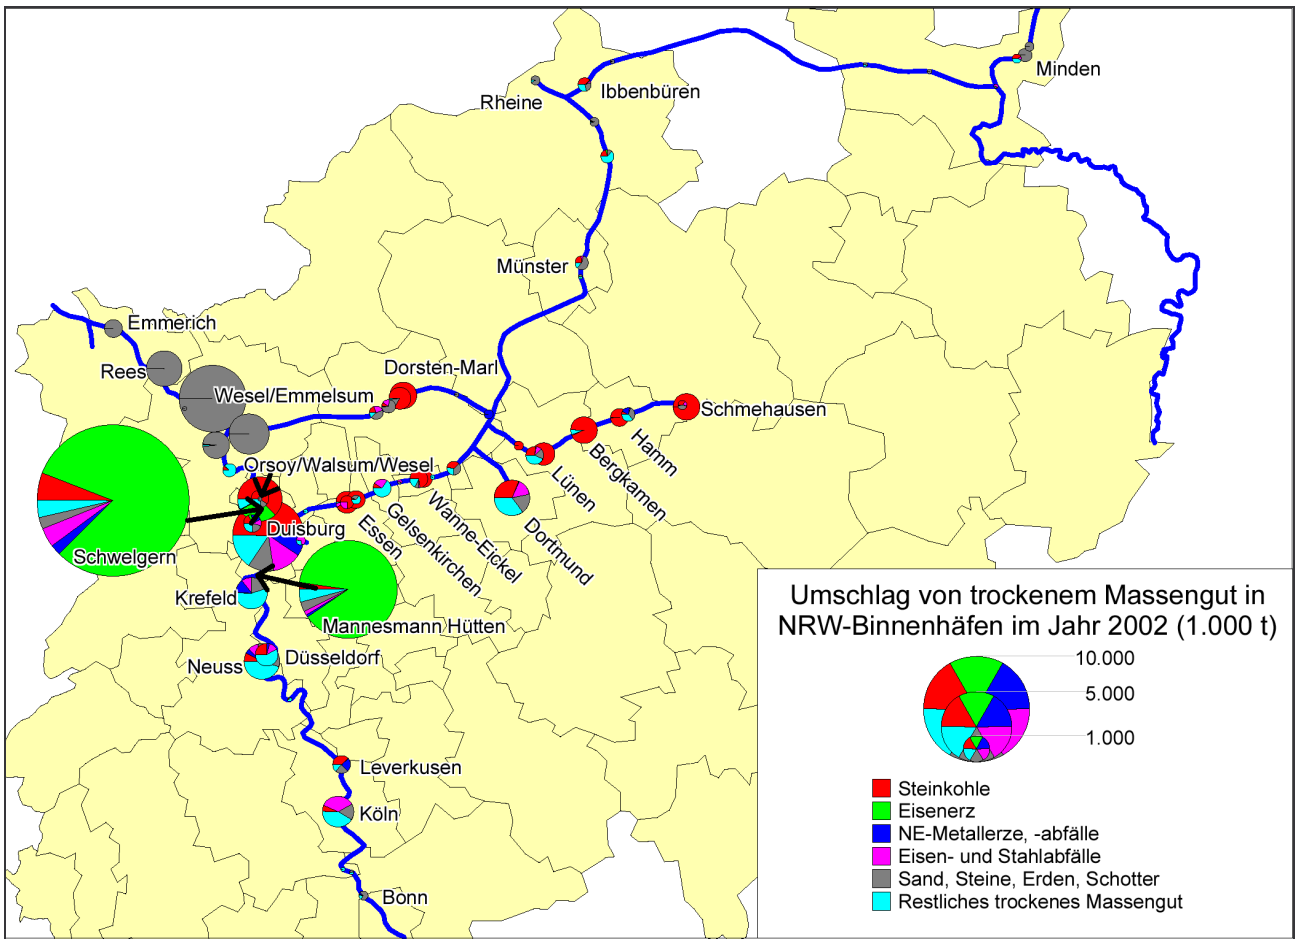 Minden
Ibbenbüren
Rheine
Münster
Emmerich
Rees
Dorsten-Marl
Wesel/Emmelsum
Schmehausen
Hamm
Orsoy/Walsum/Wesel
Bergkamen
Lünen
Wanne-Eickel
Dortmund
Gelsenkirchen
Essen
Duisburg
Schwelgern
Krefeld
Mannesmann Hütten
Düsseldorf
Neuss
Leverkusen
Köln
Bonn
Umschlag von trockenem Massengut in
NRW-Binnenhäfen im Jahr 2002 (1.000 t)
10.000
5.000
1.000
Steinkohle
Eisenerz
NE-Metallerze, -abfälle
Eisen- und Stahlabfälle
Sand, Steine, Erden, Schotter
Restliches trockenes Massengut